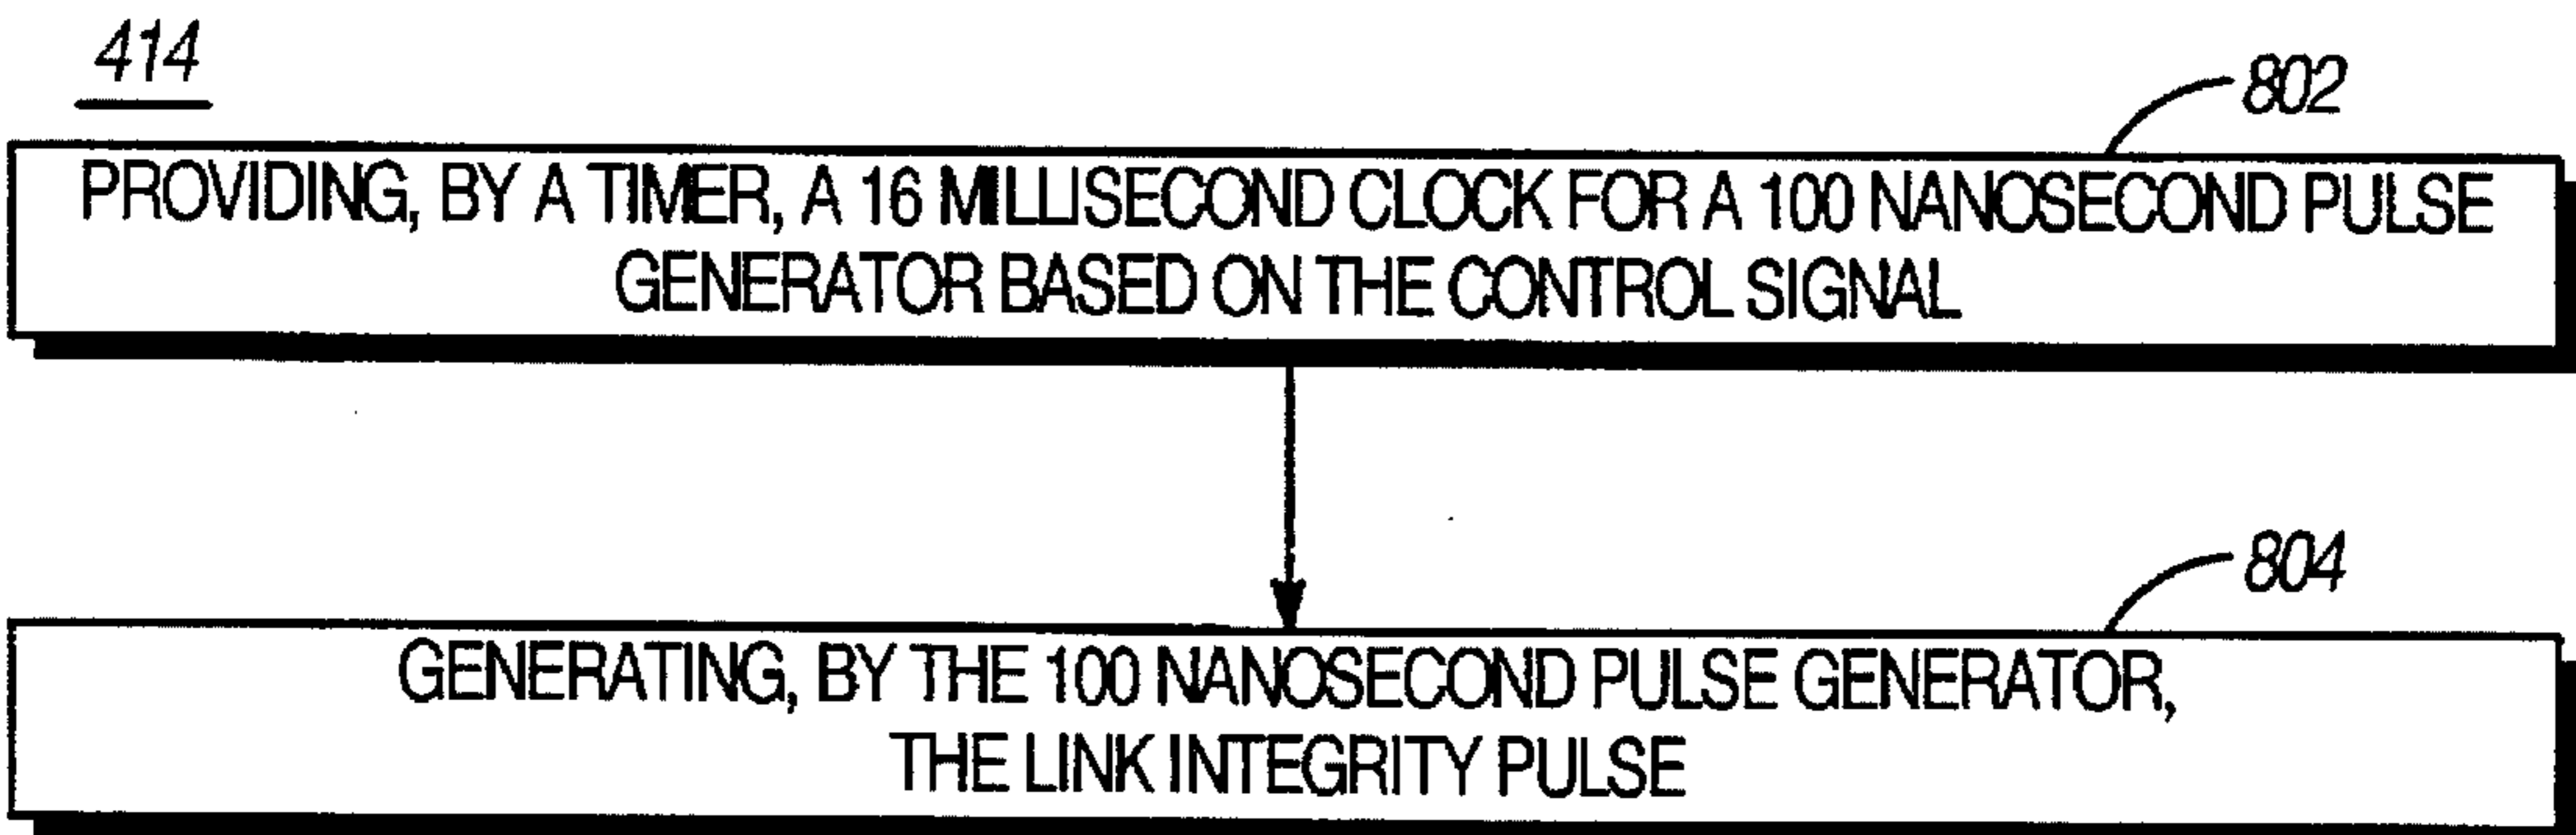 414
802
PROVIDING, BY A TIMER, A 16 MILLISECOND CLOCK FOR A 100 NANOSECOND PULSE
GENERATOR BASED ON THE CONTROL SIGNAL
804
GENERATING, BY THE 100 NANOSECOND PULSE GENERATOR,
THE LINK INTEGRITY PULSE